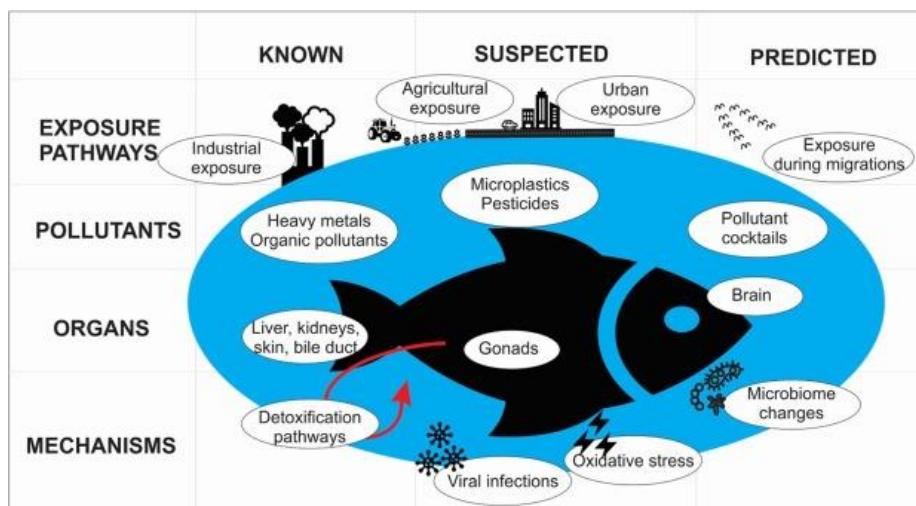 KNOWN
SUSPECTED
PREDICTED
EXPOSURE
PATHWAYS
Industrial
exposure
Agricultural
exposure
Urban
exposure
Exposure
during migrations
POLLUTANTS
Heavy metals
Organic pollutants
Microplastics
Pesticides
Pollutant
cocktails
ORGANS
Liver, kidneys,
skin, bile duct
Gonads
Brain
MECHANISMS
Detoxification
pathways
Viral infections
Oxidative stress
Microbiome
changes